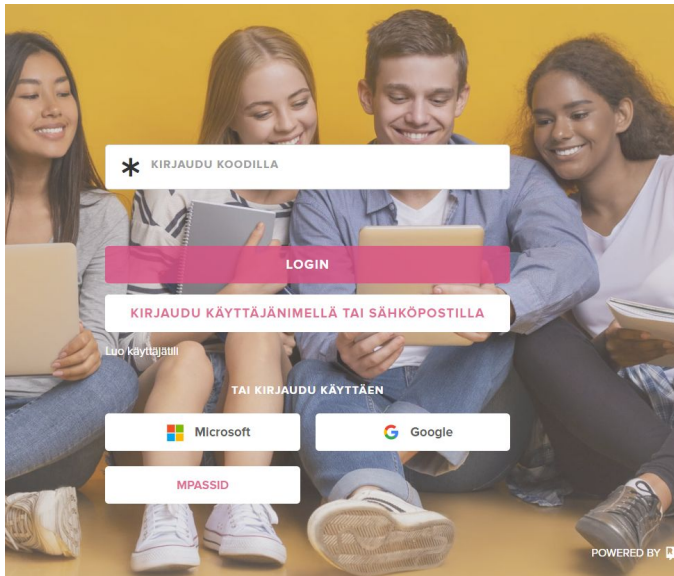 KIRJAUDU KOODILLA
LOGIN
KIRJAUDU KÄYTTÄJÄNIMELLÄ TAI SÄHKÖPOSTILLA
Luo käyttäjätili
TAI KIRJAUDU KÄYTTÄEN
Microsoft
Google
MPASSID
POWERED BY